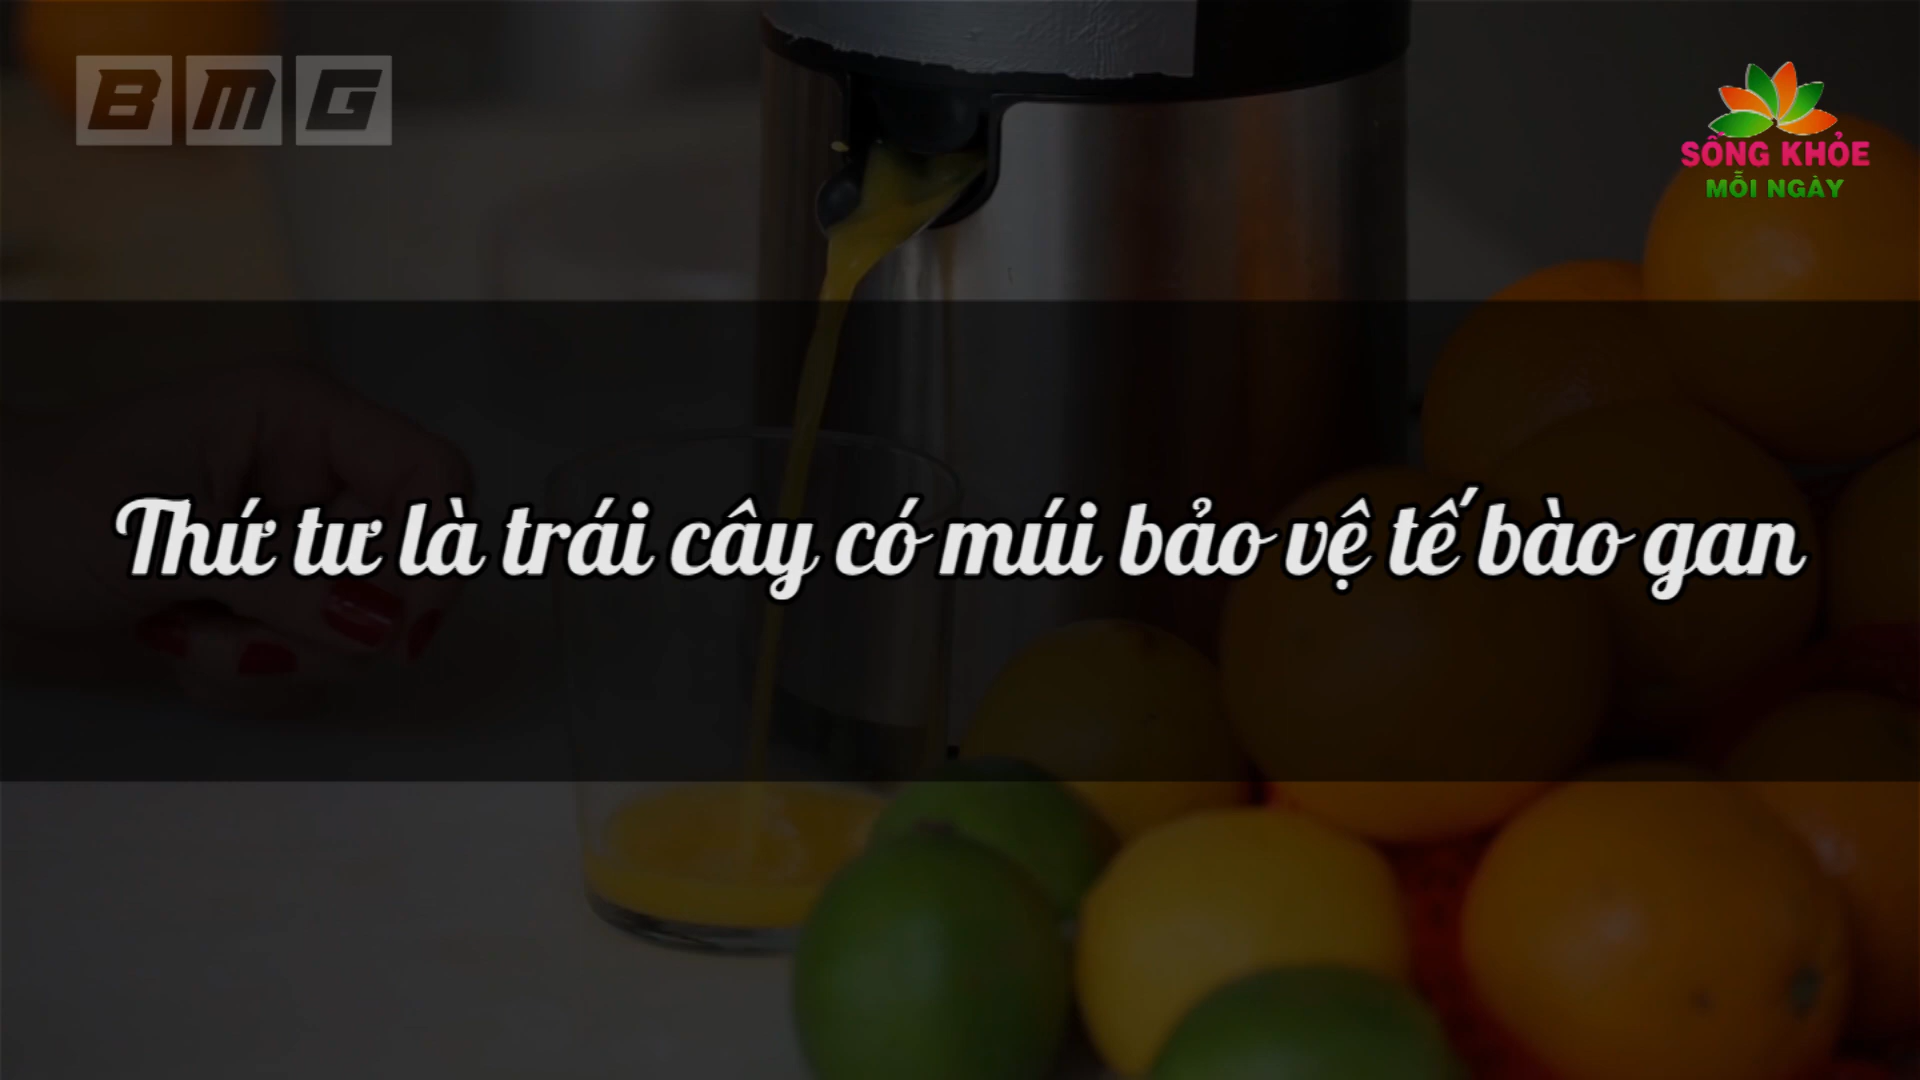 BMG
SỐNG KHỎE
MỖI NGÀY
Thứ tư là trái cây có múi bảo vệ tế bào gan